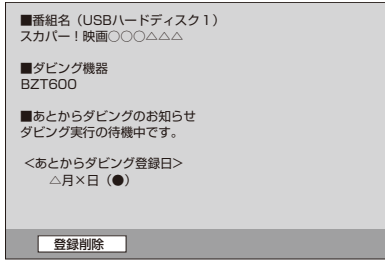 ■番組名（USBハードディスク1）
スカパー！映画○○○△△△
■ダビング機器
BZT600
■あとからダビングのお知らせ
ダビング実行の待機中です。
＜あとからダビング登録日＞
△月×日（●）
登録削除